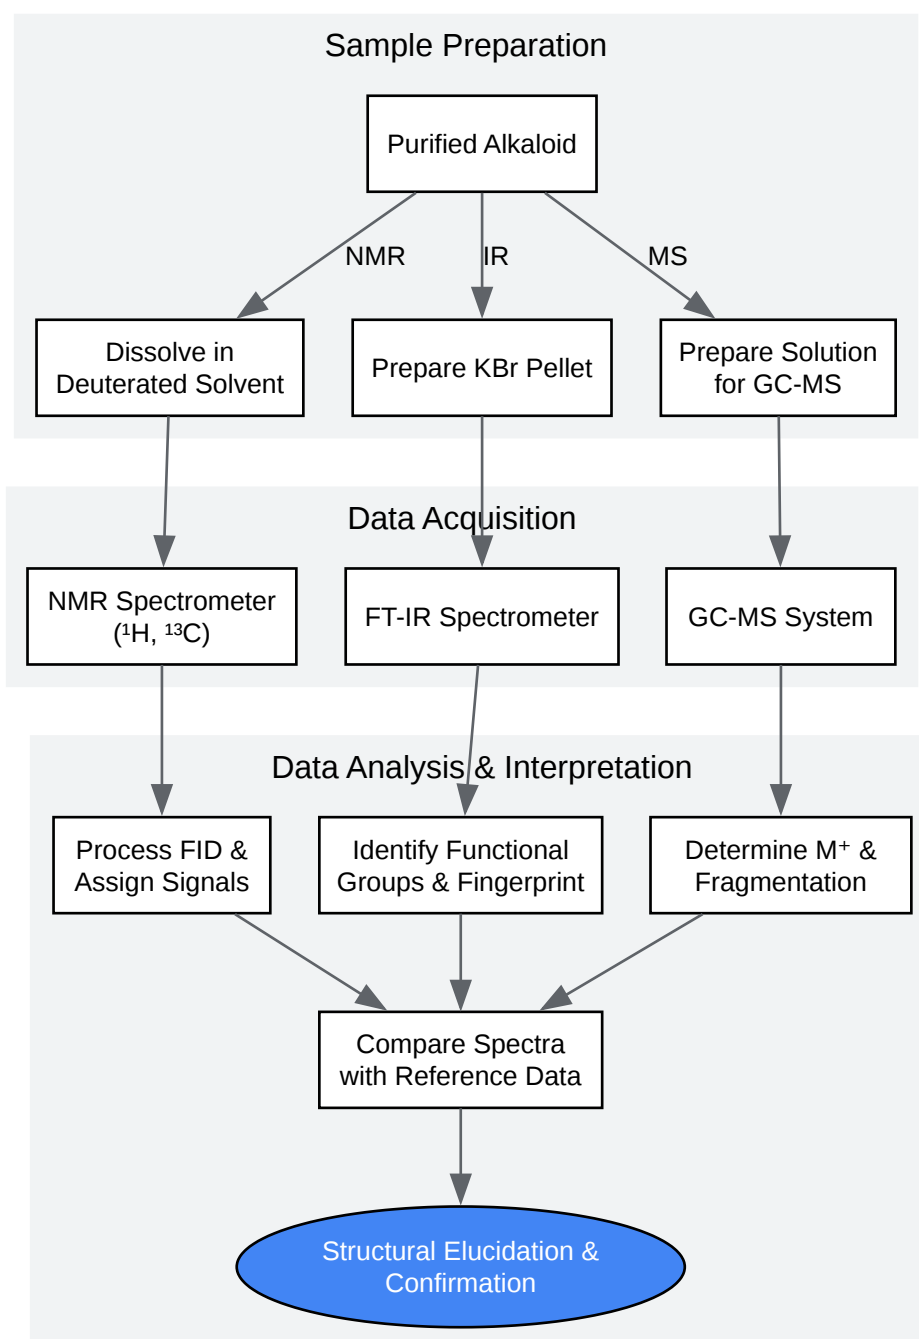 Sample Preparation
Purified Alkaloid
NMR
IR
MS
Dissolve in
Deuterated Solvent
Prepare KBr Pellet
Prepare Solution
for GC-MS
Data Acquisition
NMR Spectrometer
(¹H, ¹³C)
FT-IR Spectrometer
GC-MS System
Data Analysis & Interpretation
Process FID &
Assign Signals
Identify Functional
Groups & Fingerprint
Determine M⁺ &
Fragmentation
Compare Spectra
with Reference Data
Structural Elucidation &
Confirmation